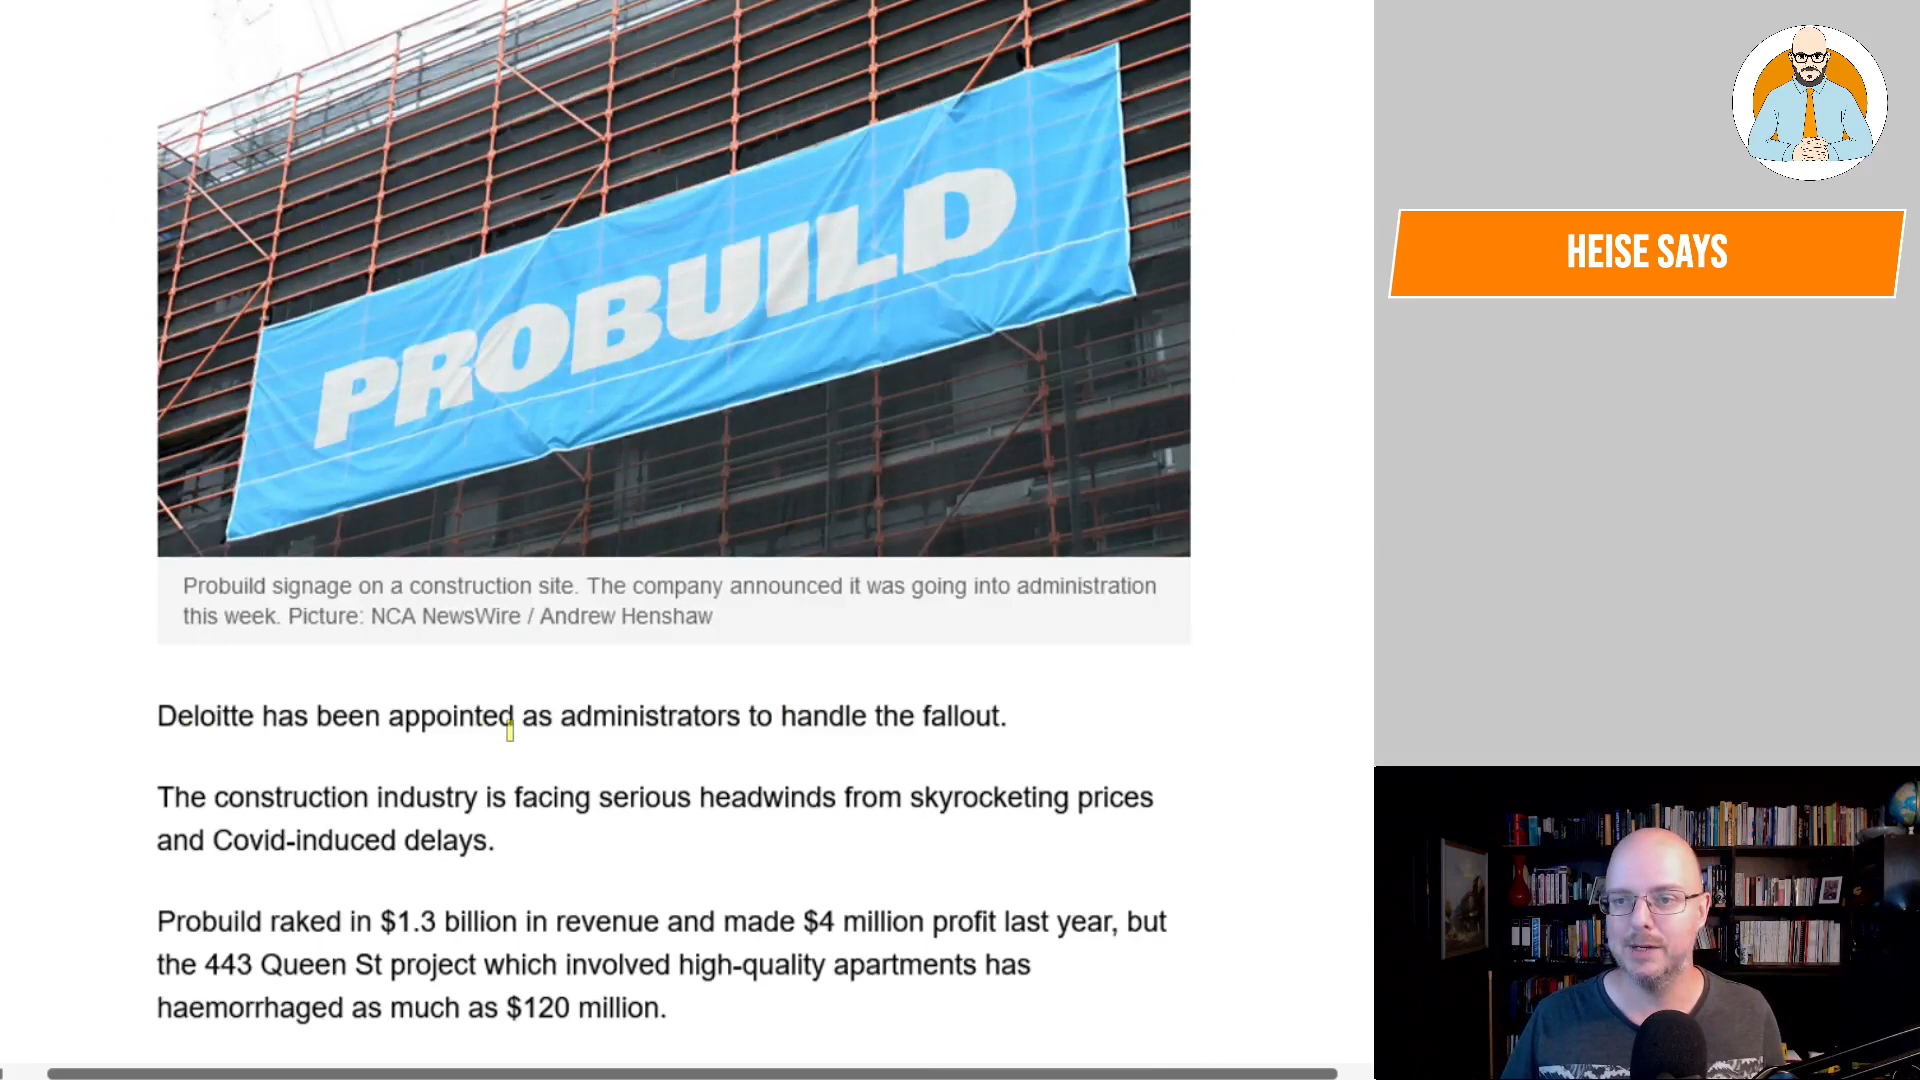 PROBUILD
Probuild signage on a construction site. The company announced it was going into administration
this week. Picture: NCA NewsWire / Andrew Henshaw
Deloitte has been appointed as administrators to handle the fallout.
The construction industry is facing serious headwinds from skyrocketing prices
and Covid-induced delays.
Probuild raked in $1.3 billion in revenue and made $4 million profit last year, but
the 443 Queen St project which involved high-quality apartments has
haemorrhaged as much as $120 million.
HEISE SAYS